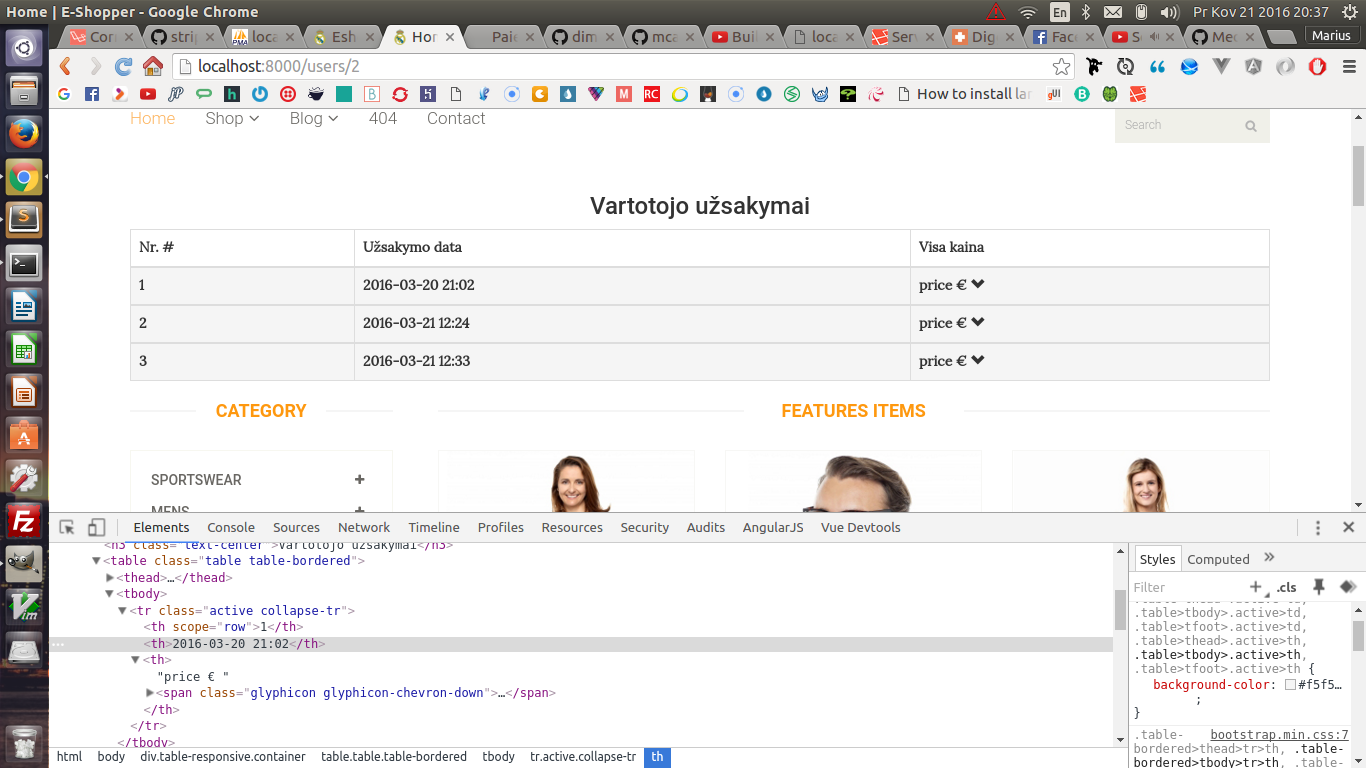 Home | E-Shopper - Google Chrome
En
Pr Kov 21 2016 20:37
Cor
strip
loca
Esh
Hor
Paie
dim
mca
Buil
loca
Serv
Dig
Face
S
Med
Marius
localhost:8000/users/2
How to install lar
gUI
Home
Shop
Blog
404
Contact
Search
Vartotojo užsakymai
Nr. # Užsakymo data Visa kaina
1 2016-03-20 21:02 price €
2 2016-03-21 12:24 price €
3 2016-03-21 12:33 price €
CATEGORY
FEATURES ITEMS
SPORTSWEAR +
MENS
Elements Console Sources Network Timeline Profiles Resources Security Audits AngularJS Vue Devtools
<h3 class="text-center">Vartotojo užsakymai</h3>
<table class="table table-bordered">
<thead>…</thead>
<tbody>
<tr class="active collapse-tr">
<th scope="row">1</th>
<th>2016-03-20 21:02</th>
<th>
"price € "
<span class="glyphicon glyphicon-chevron-down">…</span>
</th>
</tr>
</tbody>
html body div.table-responsive.container table.table.table-bordered tbody tr.active.collapse-tr th
Styles Computed »
Filter + .cls
.table>tbody>.active>td,
.table>tfoot>.active>td,
.table>thead>.active>th,
.table>tbody>.active>th,
.table>tfoot>.active>th {
background-color: #f5f5…
;
}
.table- bootstrap.min.css:7
bordered>thead>tr>th, .table-
bordered>tbody>tr>th, .table-